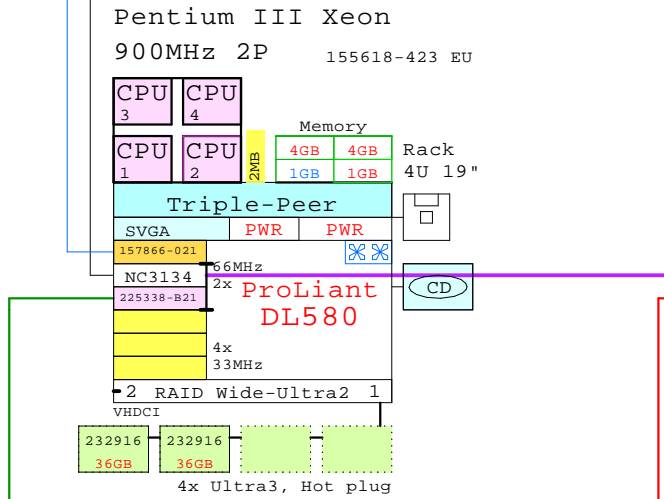 Pentium III Xeon
900MHz 2P 155618-423 EU
CPU CPU
3 4
Memory
CPU CPU 2MB 4GB 4GB Rack
1 2 1GB 1GB 4U 19"
Triple-Peer
SVGA PWR PWR
157866-021
66MHz
NC3134 2x
225338-B21
ProLiant
DL580
CD
4x
33MHz
2 RAID Wide-Ultra2 1
VHDCI
232916 232916
36GB 36GB
4x Ultra3, Hot plug